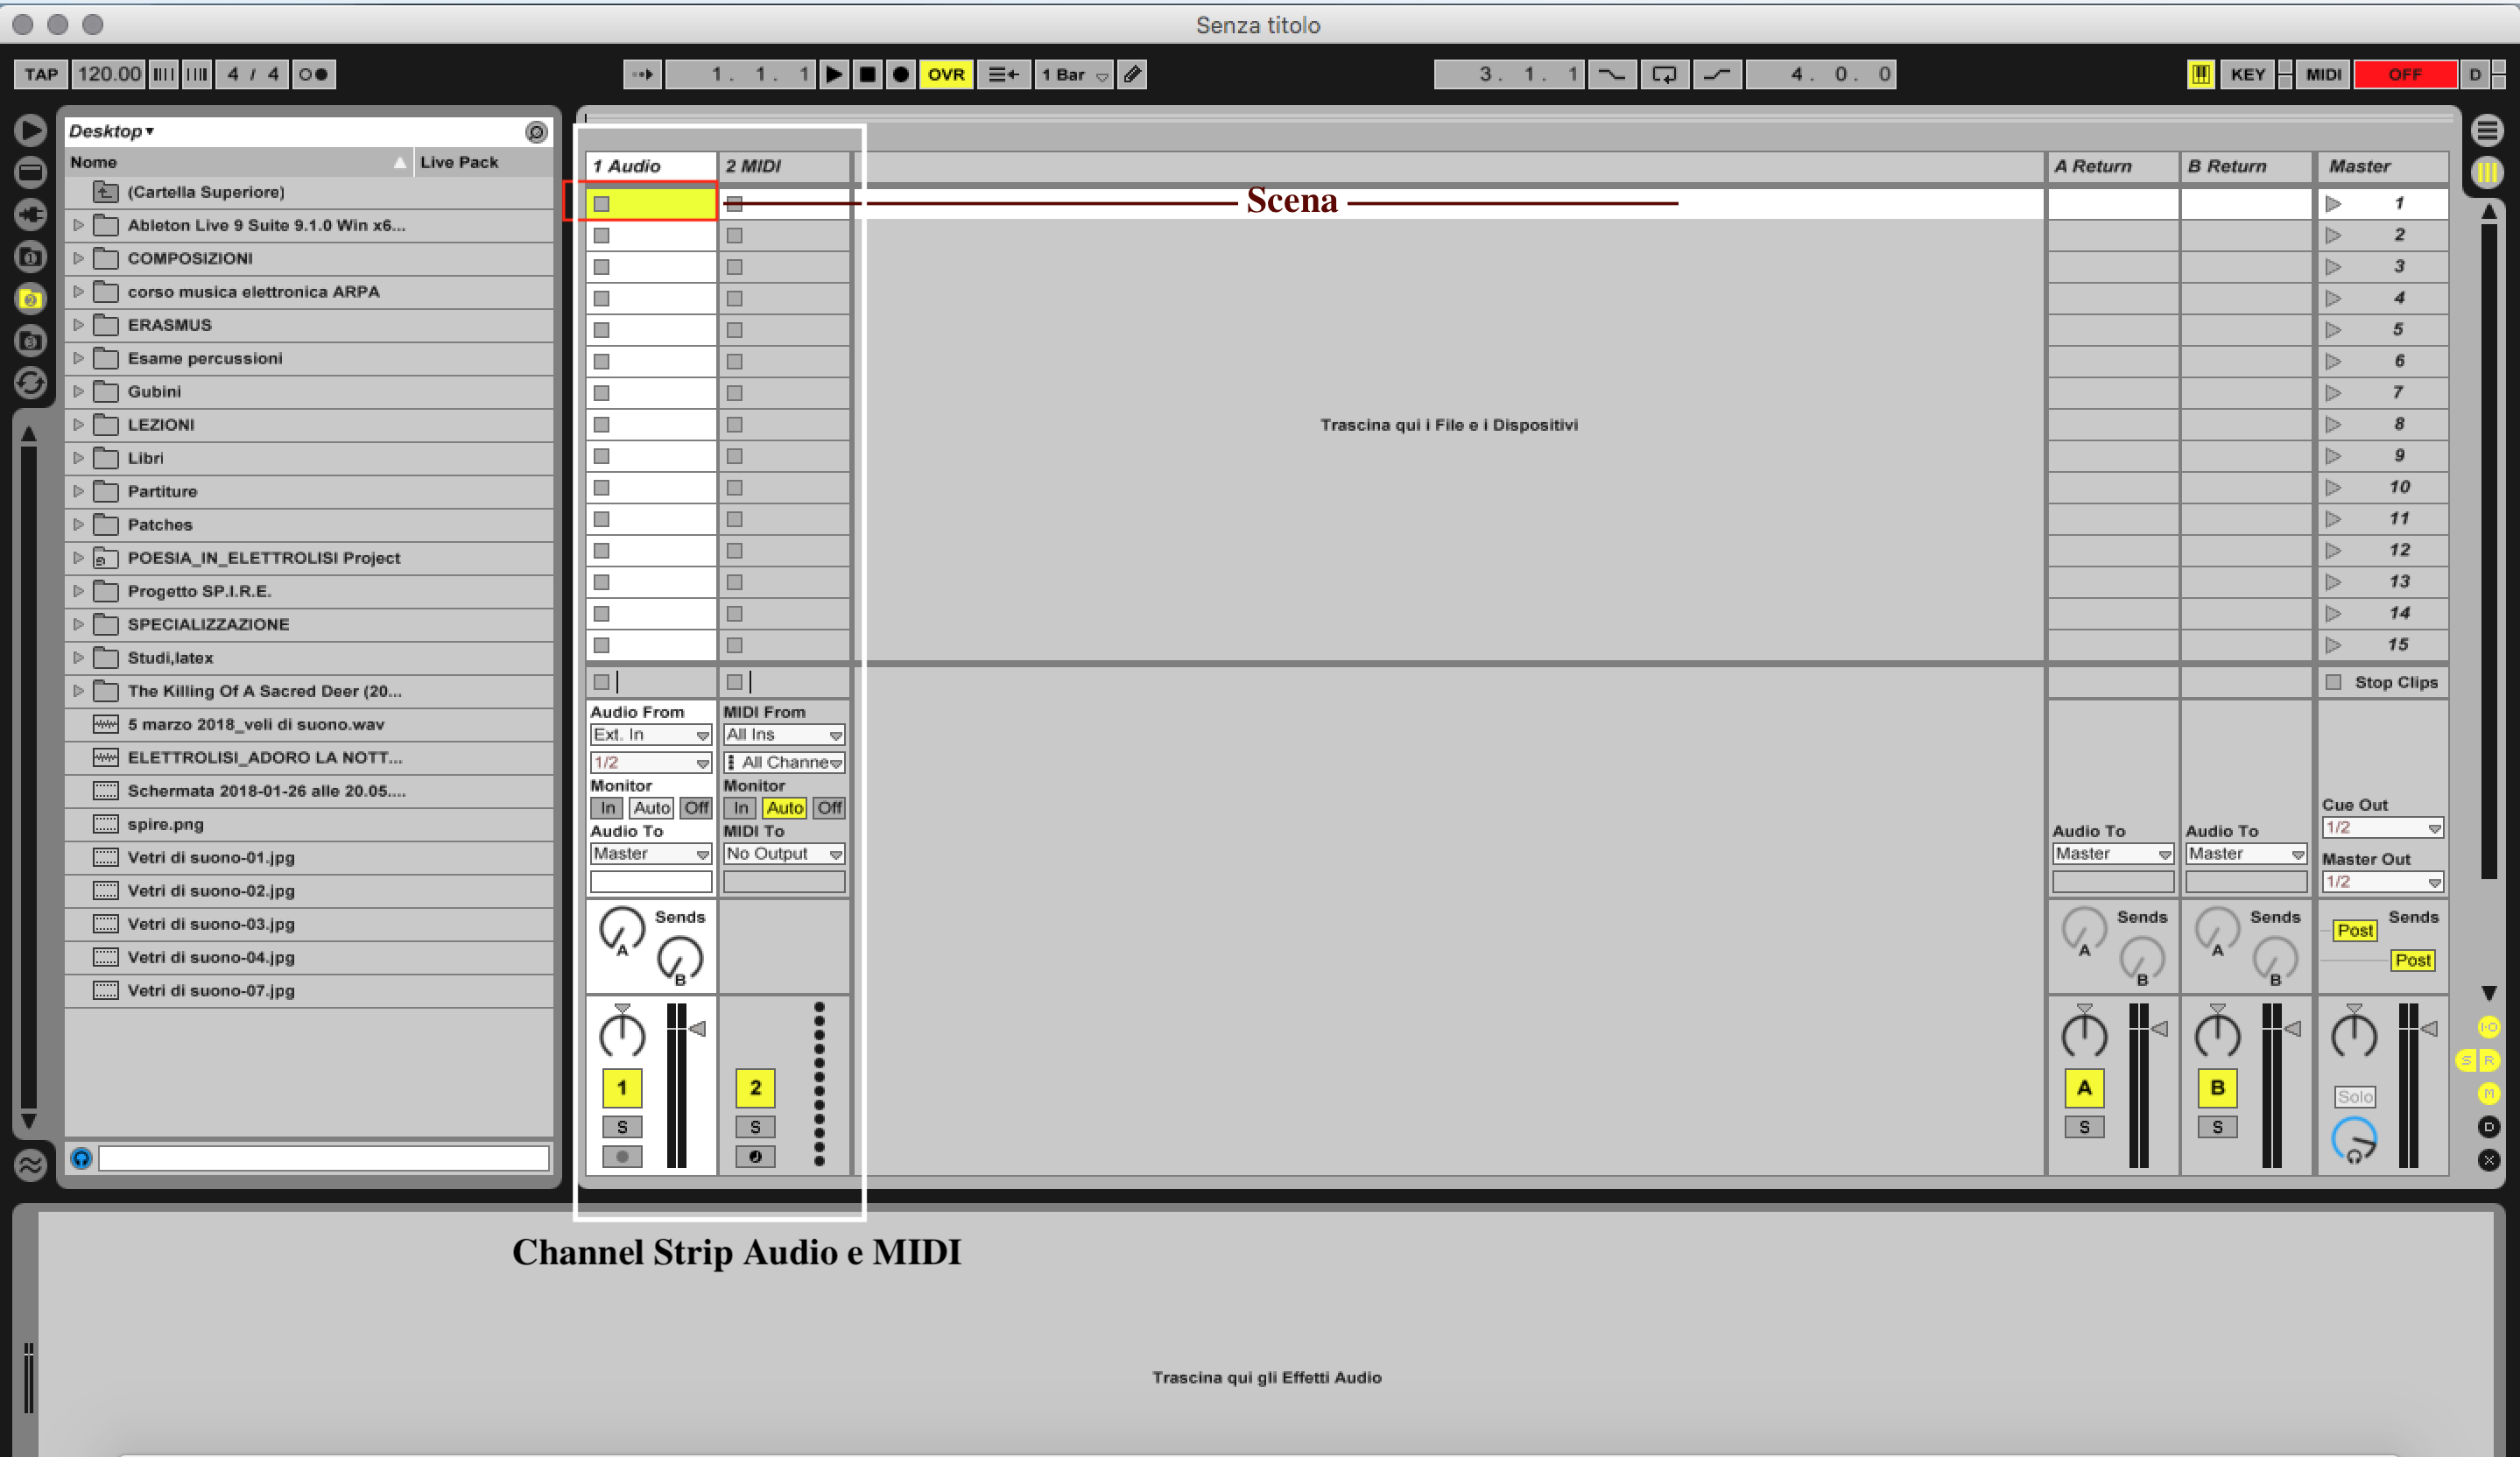 Senza titolo
TAP 120.00 4 / 4 1. 1. 1 OVR 1 Bar 3. 1. 1 4. 0. 0 KEY MIDI OFF D
Desktop
Nome Live Pack
(Cartella Superiore)
Ableton Live 9 Suite 9.1.0 Win x6...
COMPOSIZIONI
corso musica elettronica ARPA
ERASMUS
Esame percussioni
Gubini
LEZIONI
Libri
Partiture
Patches
POESIA_IN_ELETTROLISI Project
Progetto SP.I.R.E.
SPECIALIZZAZIONE
Studi,latex
The Killing Of A Sacred Deer (20...
5 marzo 2018_veli di suono.wav
ELETTROLISI_ADORO LA NOTT...
Schermata 2018-01-26 alle 20.05....
spire.png
Vetri di suono-01.jpg
Vetri di suono-02.jpg
Vetri di suono-03.jpg
Vetri di suono-04.jpg
Vetri di suono-07.jpg
1 Audio 2 MIDI A Return B Return Master
Scena
1
2
3
4
5
6
7
8
9
10
11
12
13
14
15
Trascina qui i File e i Dispositivi
Stop Clips
Audio From MIDI From
Ext. In All Ins
1/2 All Channe
Monitor Monitor
In Auto Off In Auto Off
Audio To MIDI To Audio To Audio To
Master No Output Master Master
Cue Out
1/2
Master Out
1/2
Sends Sends Sends Sends
A B A B A B Post Post
1 2 A B Solo
S S S S
I·O
S R
M
D
X
Channel Strip Audio e MIDI
Trascina qui gli Effetti Audio